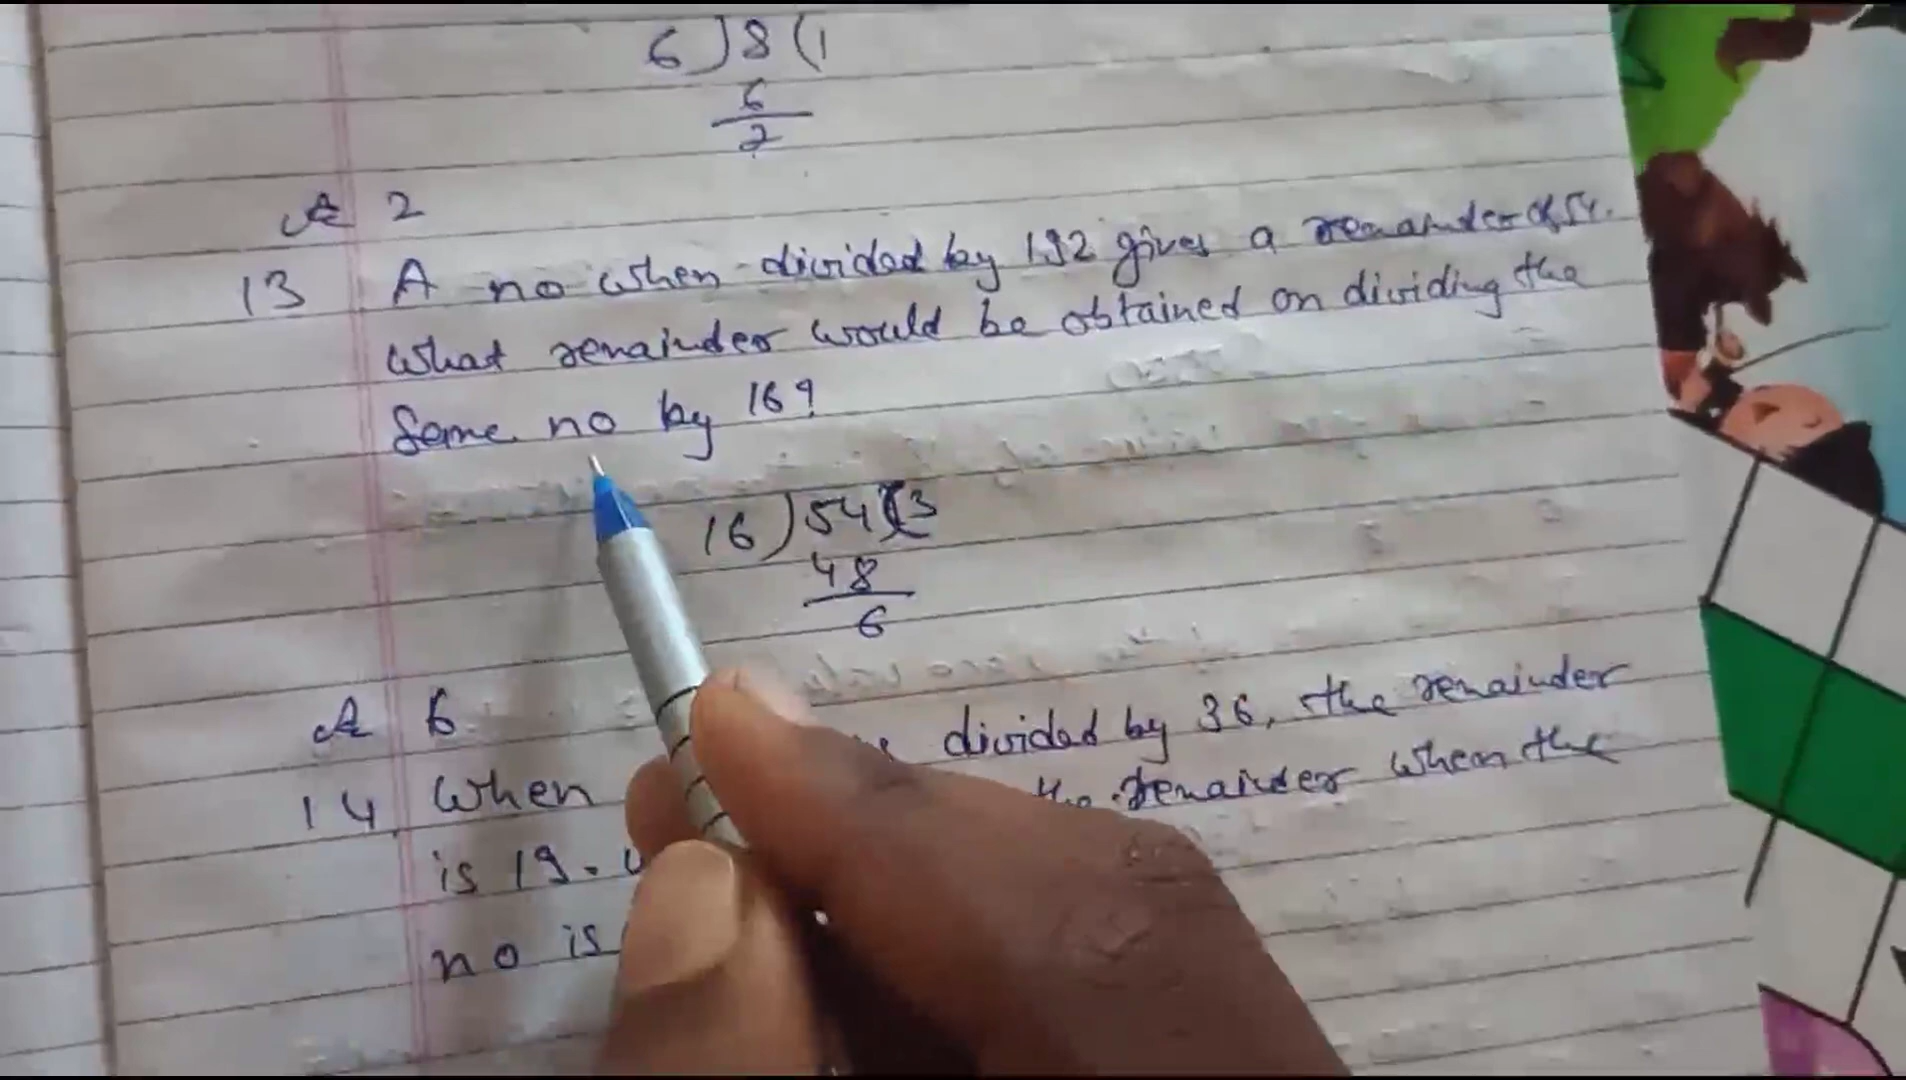 6 ) 8 ( 1
6
2
A 2
13 A no when divided by 192 gives a remainder of 54.
What remainder would be obtained on dividing the
Same no by 16?
16 ) 54 ( 3
48
6
A 6
14 When divided by 36, the remainder
is 19. the remainder when the
no is